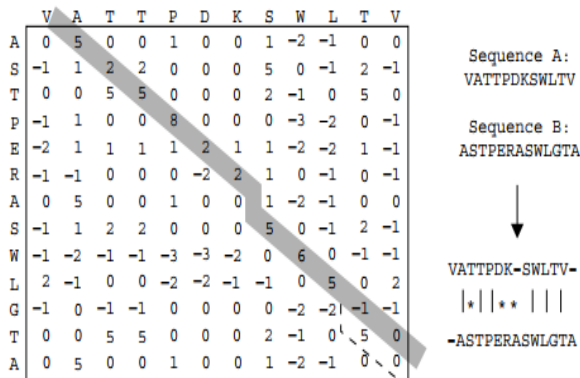 V A T T P D K S W L T V
A 0 5 0 0 1 0 0 1 -2 -1 0 0
S -1 1 2 2 0 0 0 5 0 -1 2 -1
T 0 0 5 5 0 0 0 2 -1 0 5 0
P -1 1 0 0 8 0 0 0 -3 -2 0 -1
E -2 1 1 1 1 2 1 1 -2 -2 1 -1
R -1 -1 0 0 0 -2 2 1 0 -1 0 -1
A 0 5 0 0 1 0 0 1 -2 -1 0 0
S -1 1 2 2 0 0 0 5 0 -1 2 -1
W -1 -2 -1 -1 -3 -3 -2 0 6 0 -1 -1
L 2 -1 0 0 -2 -2 -1 -1 0 5 0 2
G -1 0 -1 -1 0 0 0 0 -2 -2 -1 -1
T 0 0 5 5 0 0 0 2 -1 0 5 0
A 0 5 0 0 1 0 0 1 -2 -1 0 0
Sequence A:
VATTPDKSWLTV
Sequence B:
ASTPERASWLGTA
VATTPDK-SWLTV-
|*||** |||
-ASTPERASWLGTA